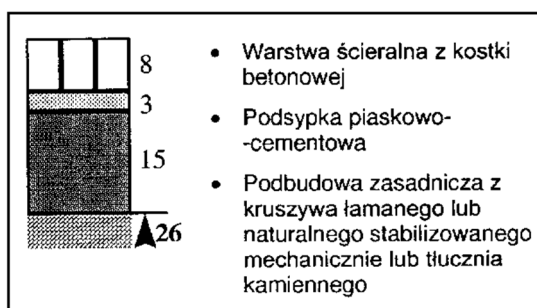 8
3
15
26
• Warstwa ścieralna z kostki
betonowej
• Podsypka piaskowo-
-cementowa
• Podbudowa zasadnicza z
kruszywa łamanego lub
naturalnego stabilizowanego
mechanicznie lub tłucznia
kamiennego